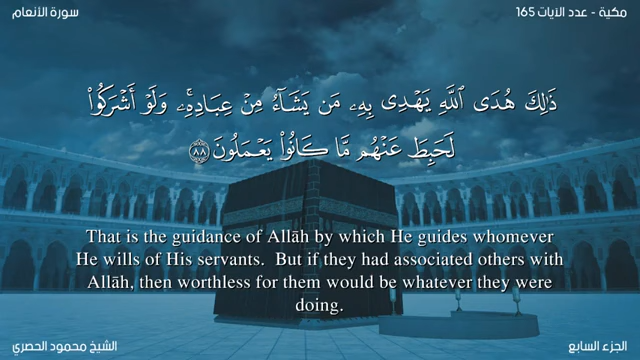 مكية - عدد الآيات 165
سورة الأنعام
ذَٰلِكَ هُدَى ٱللَّهِ يَهْدِى بِهِۦ مَن يَشَآءُ مِنْ عِبَادِهِۦۚ وَلَوْ أَشْرَكُوا۟
لَحَبِطَ عَنْهُم مَّا كَانُوا۟ يَعْمَلُونَ ٨٨
That is the guidance of Allāh by which He guides whomever
He wills of His servants. But if they had associated others with
Allāh, then worthless for them would be whatever they were
doing.
الجزء السابع
الشيخ محمود الحصري